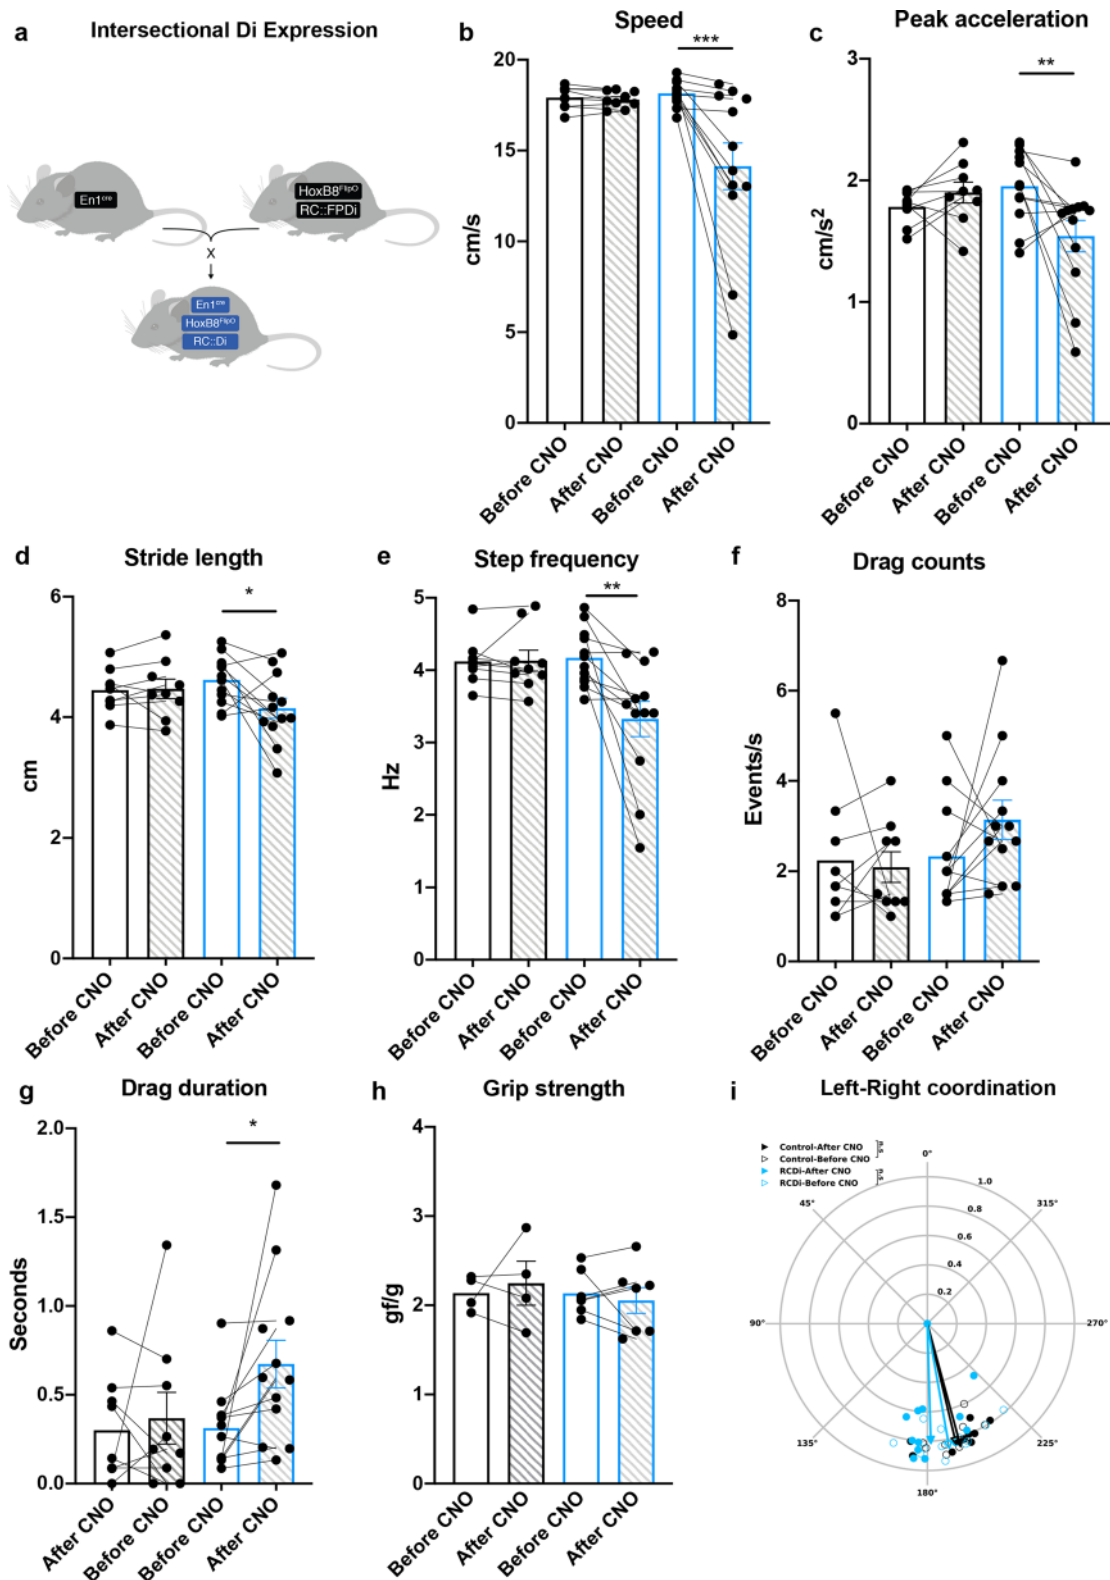 a
Intersectional Di Expression
En1cre
HoxB8FlipO
RC::FPDi
X
En1cre
HoxB8FlipO
RC::Di
b
Speed
***
cm/s
20
15
10
5
0
Before CNO
After CNO
Before CNO
After CNO
c
Peak acceleration
**
cm/s2
3
2
1
0
Before CNO
After CNO
Before CNO
After CNO
d
Stride length
*
cm
6
4
2
0
Before CNO
After CNO
Before CNO
After CNO
e
Step frequency
**
Hz
5
4
3
2
1
0
Before CNO
After CNO
Before CNO
After CNO
f
Drag counts
Events/s
8
6
4
2
0
Before CNO
After CNO
Before CNO
After CNO
g
Drag duration
*
Seconds
2.0
1.5
1.0
0.5
0.0
After CNO
Before CNO
Before CNO
After CNO
h
Grip strength
gf/g
4
3
2
1
0
Before CNO
After CNO
Before CNO
After CNO
i
Left-Right coordination
Control-After CNO
Control-Before CNO
n.s
RCDi-After CNO
RCDi-Before CNO
n.s
0°
45°
315°
1.0
0.8
0.6
0.4
0.2
90°
270°
135°
225°
180°